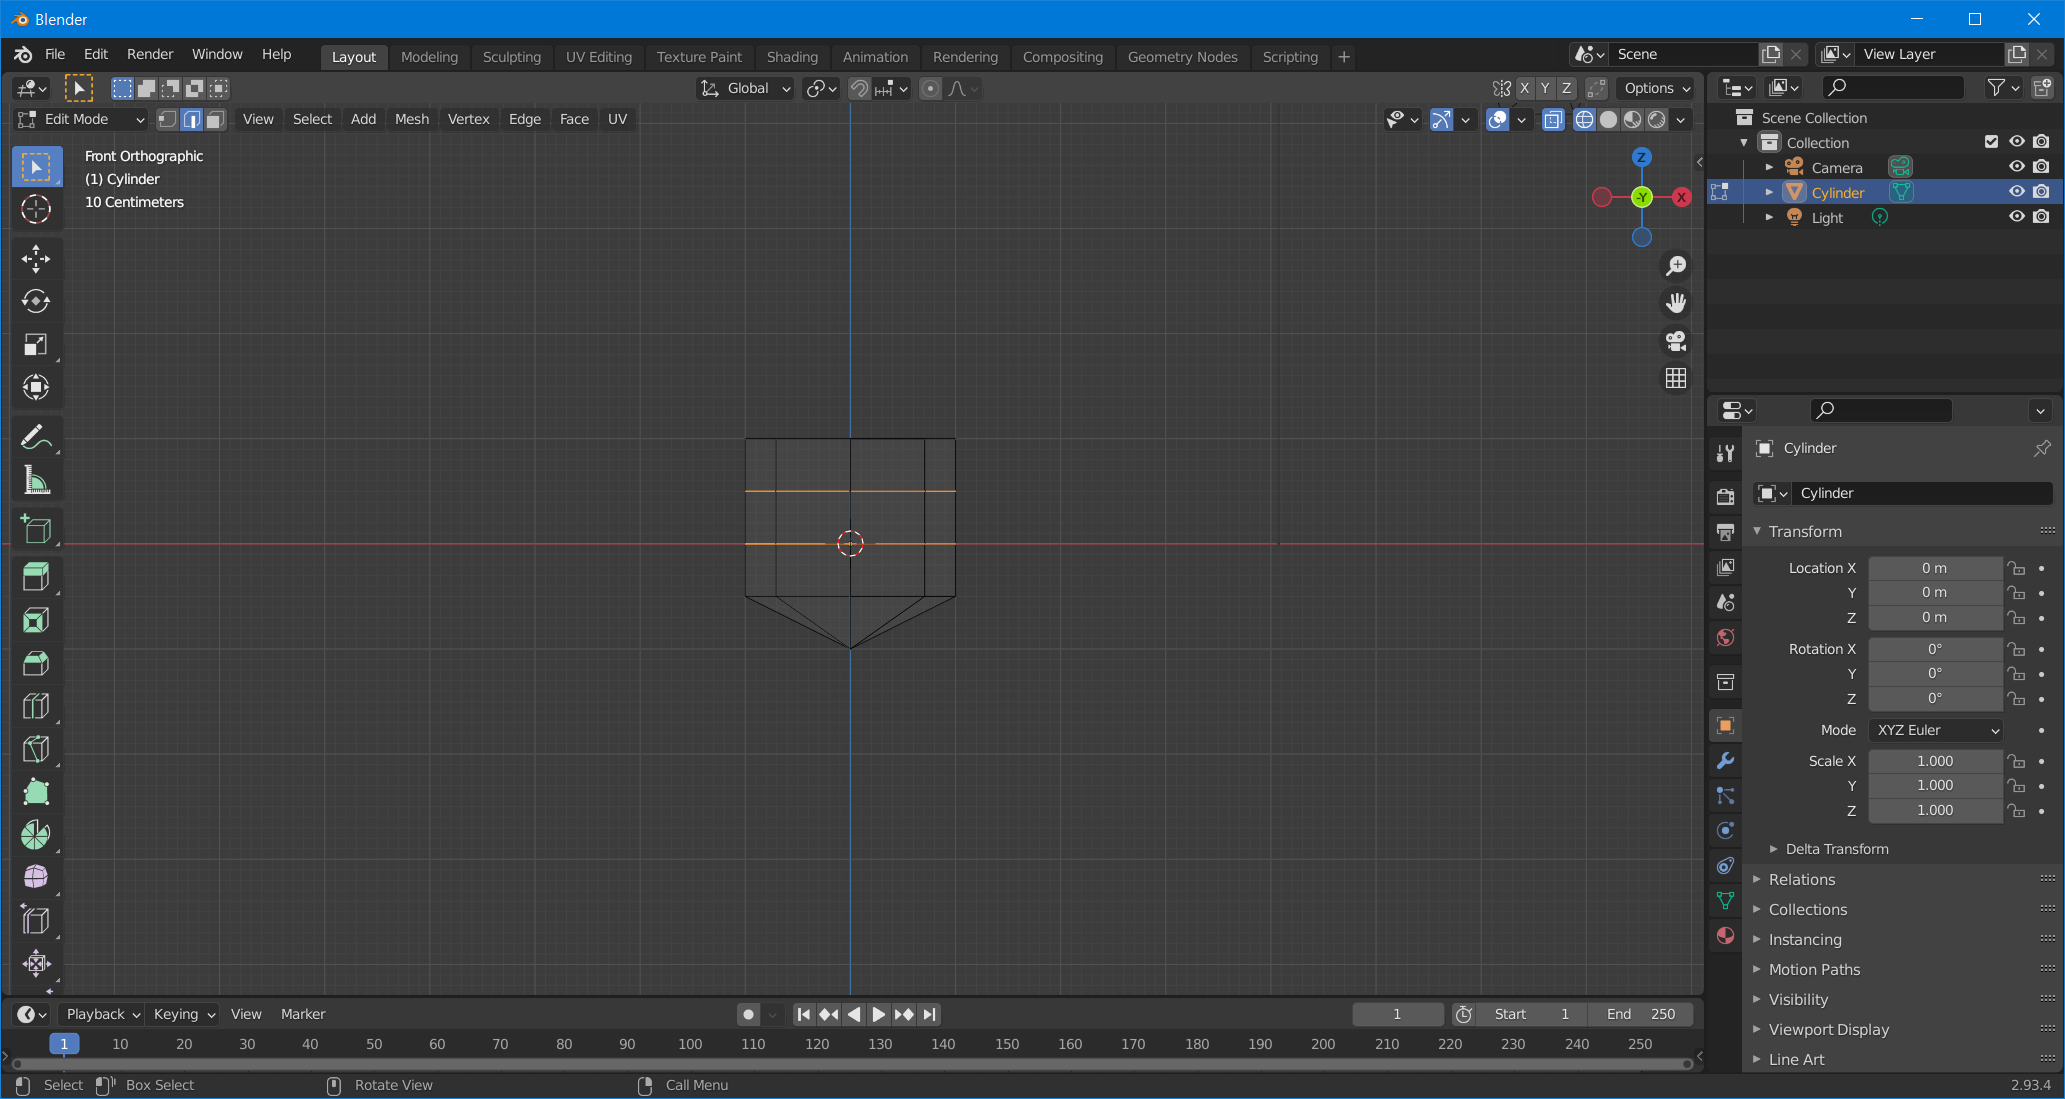 Blender
File Edit Render Window Help Layout Modeling Sculpting UV Editing Texture Paint Shading Animation Rendering Compositing Geometry Nodes Scripting + Scene View Layer
Global X Y Z Options
Edit Mode View Select Add Mesh Vertex Edge Face UV
Front Orthographic
(1) Cylinder
10 Centimeters
Z
-Y X
Scene Collection
Collection
Camera
Cylinder
Light
Cylinder
Cylinder
Transform
Location X 0 m
Y 0 m
Z 0 m
Rotation X 0°
Y 0°
Z 0°
Mode XYZ Euler
Scale X 1.000
Y 1.000
Z 1.000
Delta Transform
Relations
Collections
Instancing
Motion Paths
Visibility
Viewport Display
Line Art
Playback Keying View Marker 1 Start 1 End 250
1 10 20 30 40 50 60 70 80 90 100 110 120 130 140 150 160 170 180 190 200 210 220 230 240 250
Select Box Select Rotate View Call Menu 2.93.4